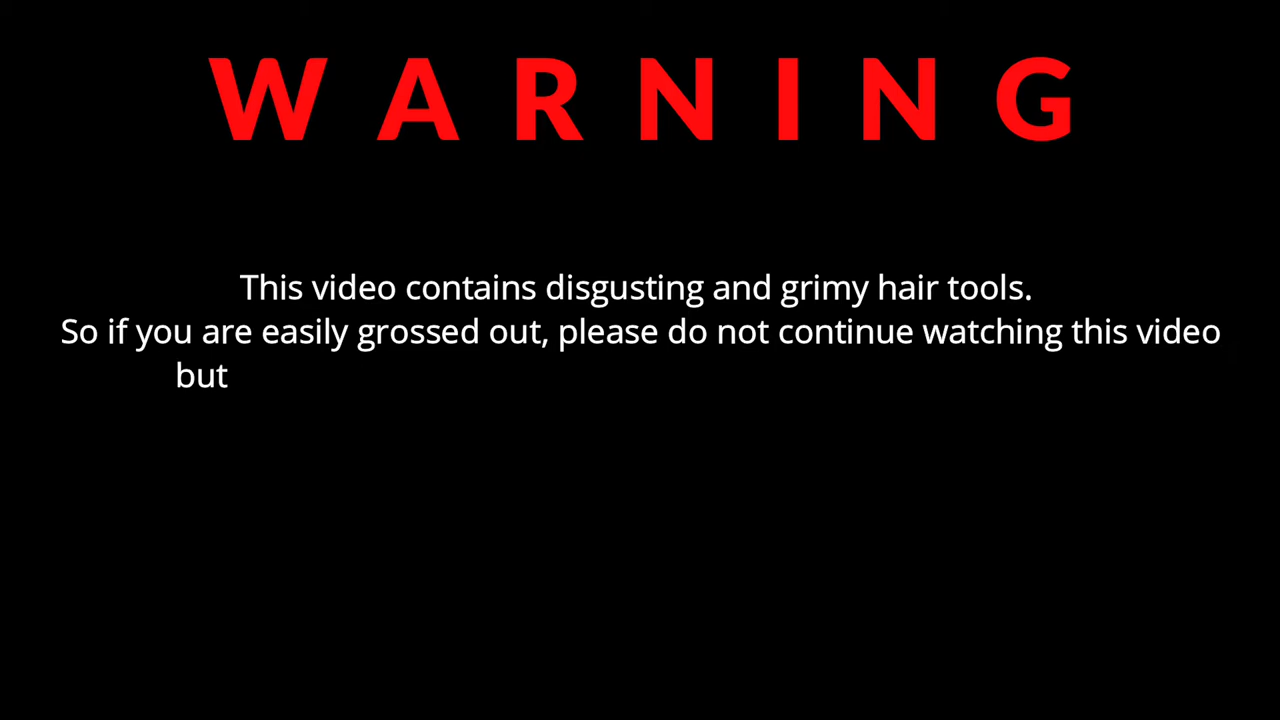 WARNING
This video contains disgusting and grimy hair tools.
So if you are easily grossed out, please do not continue watching this video
but